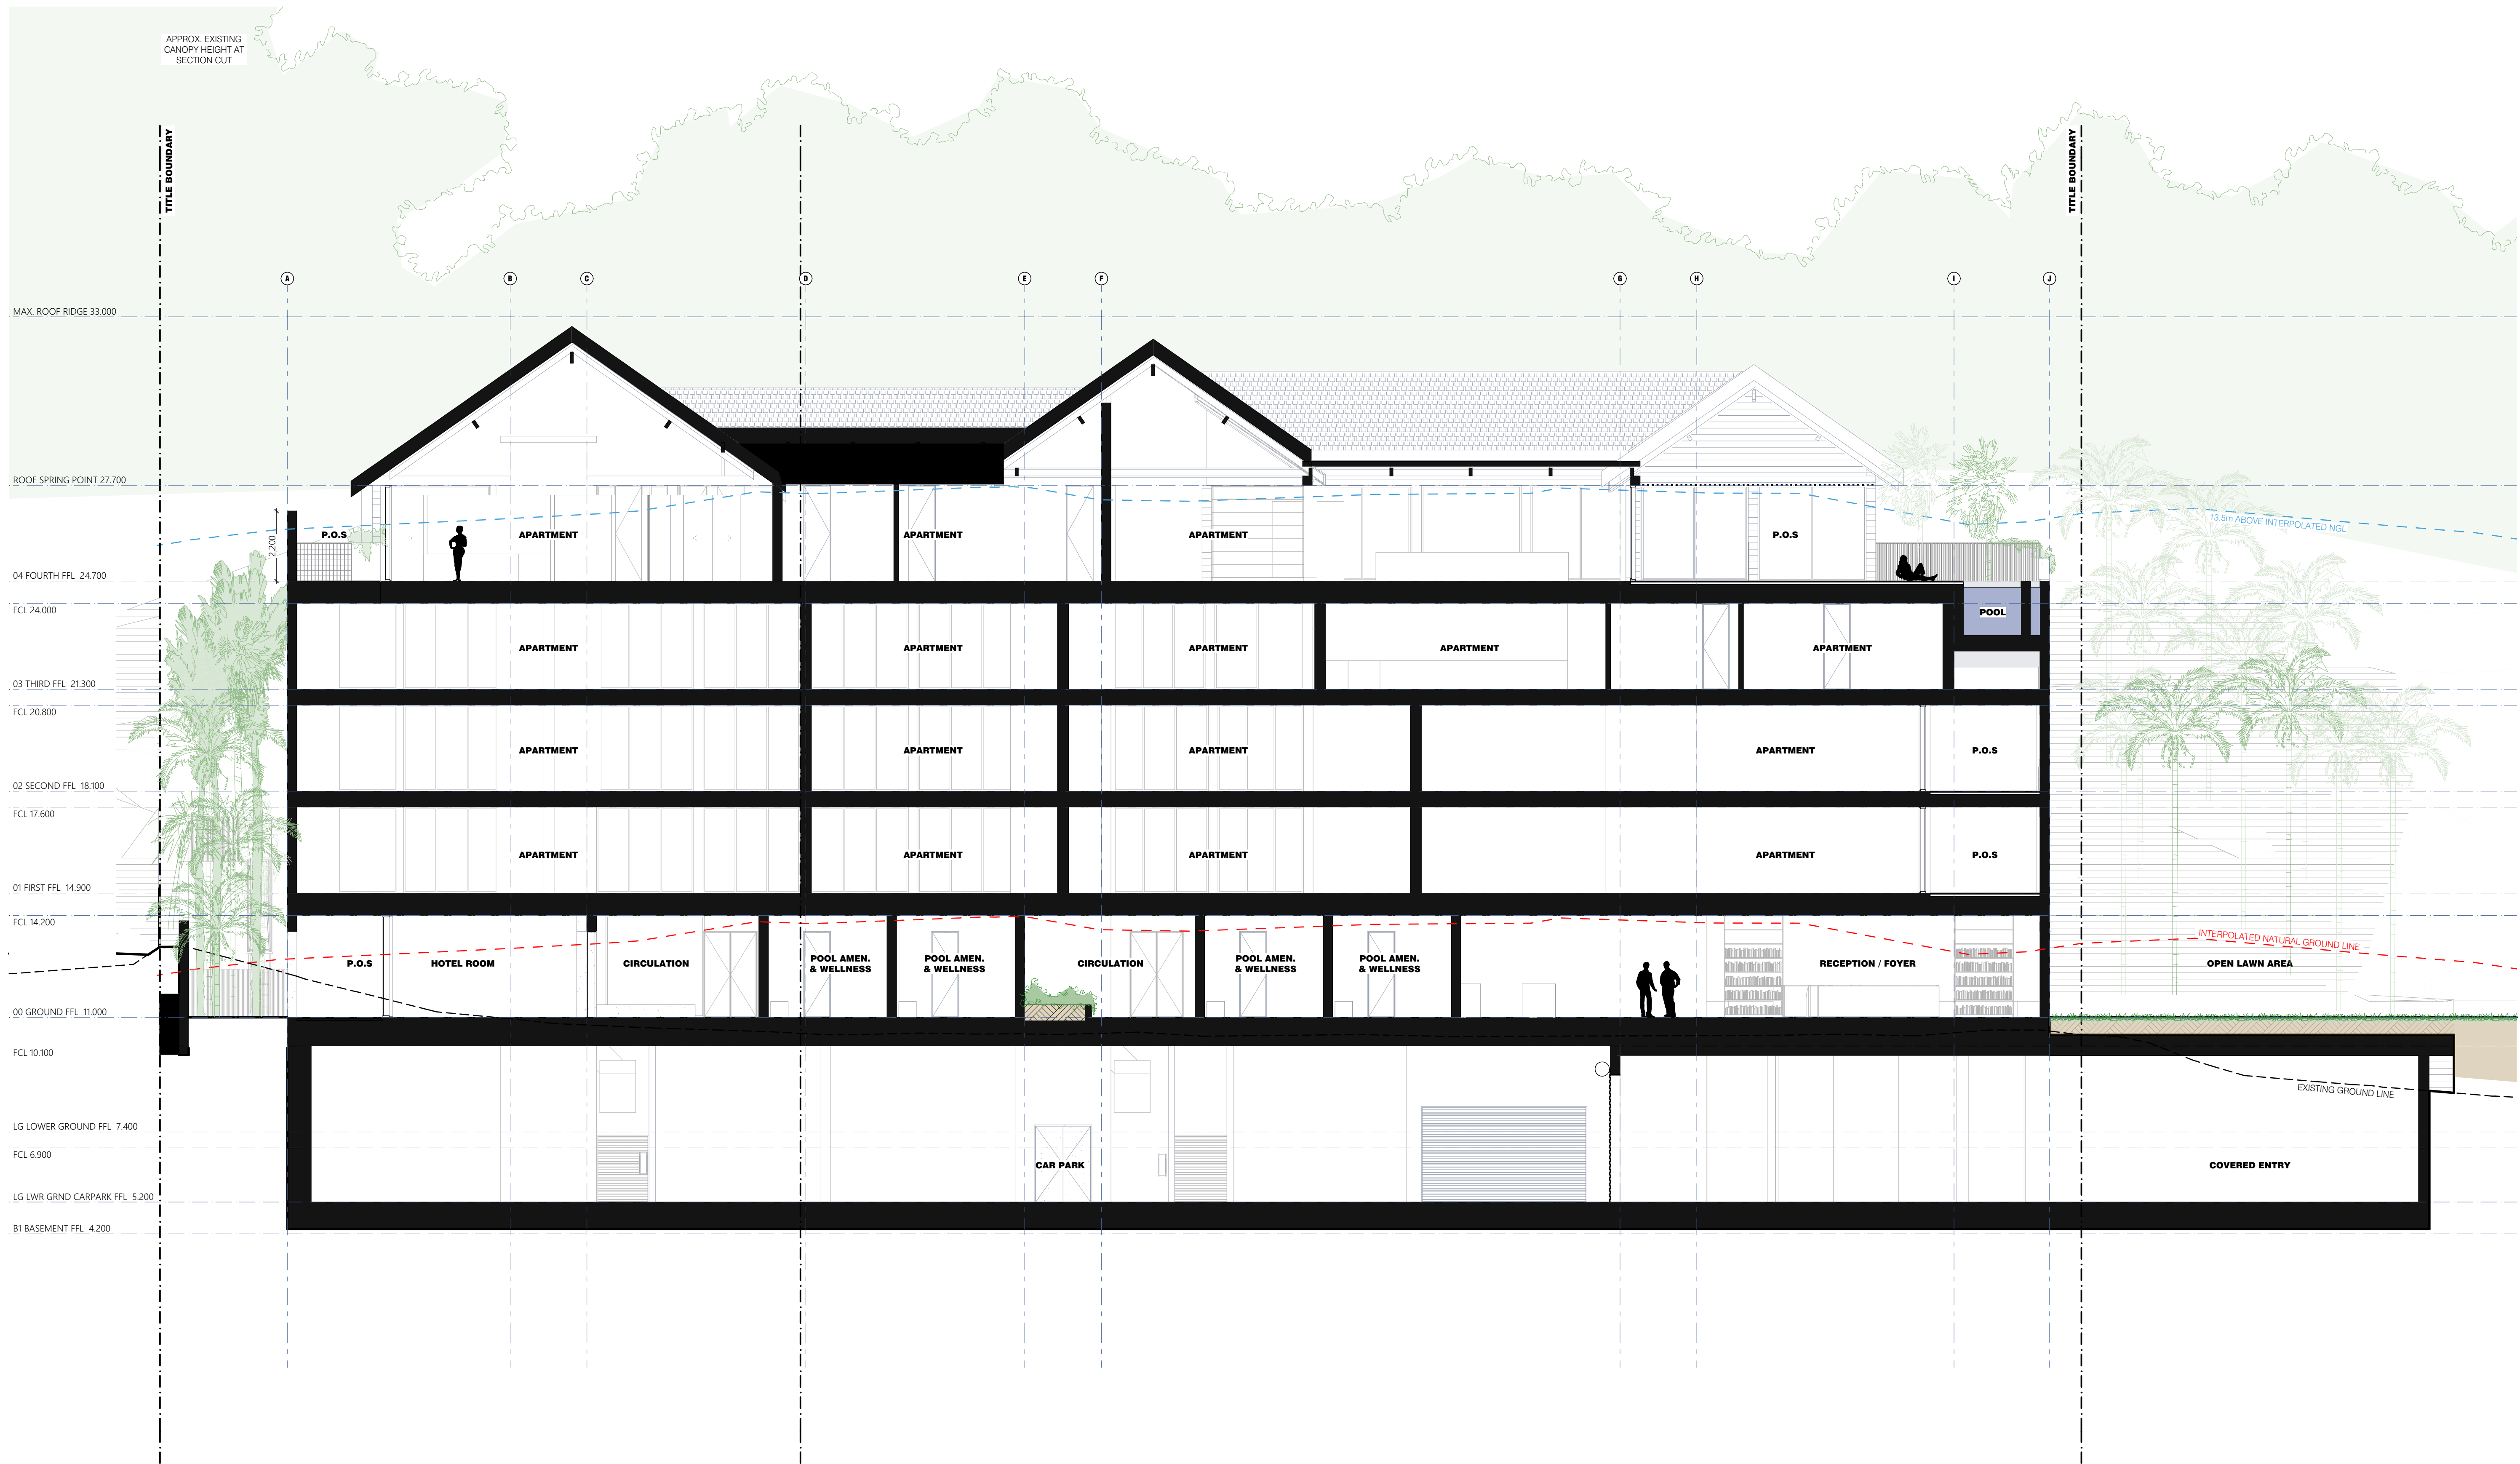 APPROX. EXISTING
CANOPY HEIGHT AT
SECTION CUT
TITLE BOUNDARY
TITLE BOUNDARY
A
B
C
D
E
F
G
H
I
J
MAX. ROOF RIDGE 33.000
ROOF SPRING POINT 27.700
13.5m ABOVE INTERPOLATED NGL
2,200
P.O.S
APARTMENT
APARTMENT
APARTMENT
P.O.S
04 FOURTH FFL 24.700
FCL 24.000
POOL
APARTMENT
APARTMENT
APARTMENT
APARTMENT
APARTMENT
03 THIRD FFL 21.300
FCL 20.800
APARTMENT
APARTMENT
APARTMENT
APARTMENT
P.O.S
02 SECOND FFL 18.100
FCL 17.600
APARTMENT
APARTMENT
APARTMENT
APARTMENT
P.O.S
01 FIRST FFL 14.900
FCL 14.200
INTERPOLATED NATURAL GROUND LINE
P.O.S
HOTEL ROOM
CIRCULATION
POOL AMEN.
& WELLNESS
POOL AMEN.
& WELLNESS
CIRCULATION
POOL AMEN.
& WELLNESS
POOL AMEN.
& WELLNESS
RECEPTION / FOYER
OPEN LAWN AREA
00 GROUND FFL 11.000
FCL 10.100
EXISTING GROUND LINE
LG LOWER GROUND FFL 7.400
FCL 6.900
CAR PARK
COVERED ENTRY
LG LWR GRND CARPARK FFL 5.200
B1 BASEMENT FFL 4.200